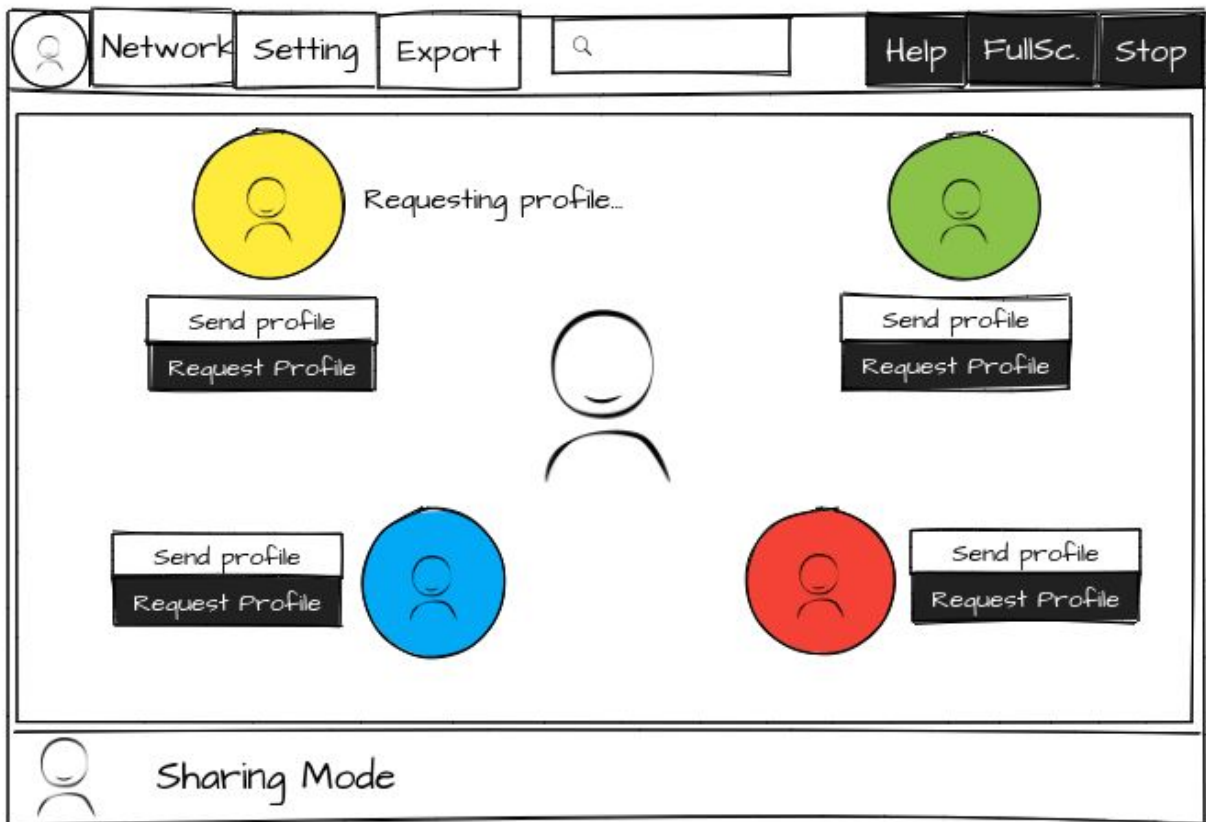 Network Setting Export Help FullSc. Stop
Requesting profile...
Send profile
Request Profile
Send profile
Request Profile
Send profile
Request Profile
Send profile
Request Profile
Sharing Mode